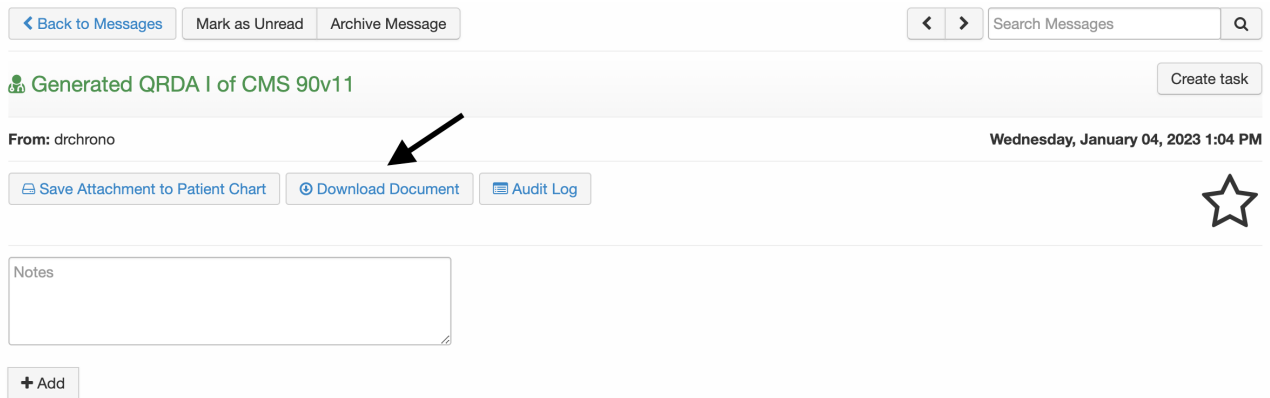 Back to Messages Mark as Unread Archive Message Search Messages
Generated QRDA I of CMS 90v11 Create task
From: drchrono Wednesday, January 04, 2023 1:04 PM
Save Attachment to Patient Chart Download Document Audit Log
Notes
Add